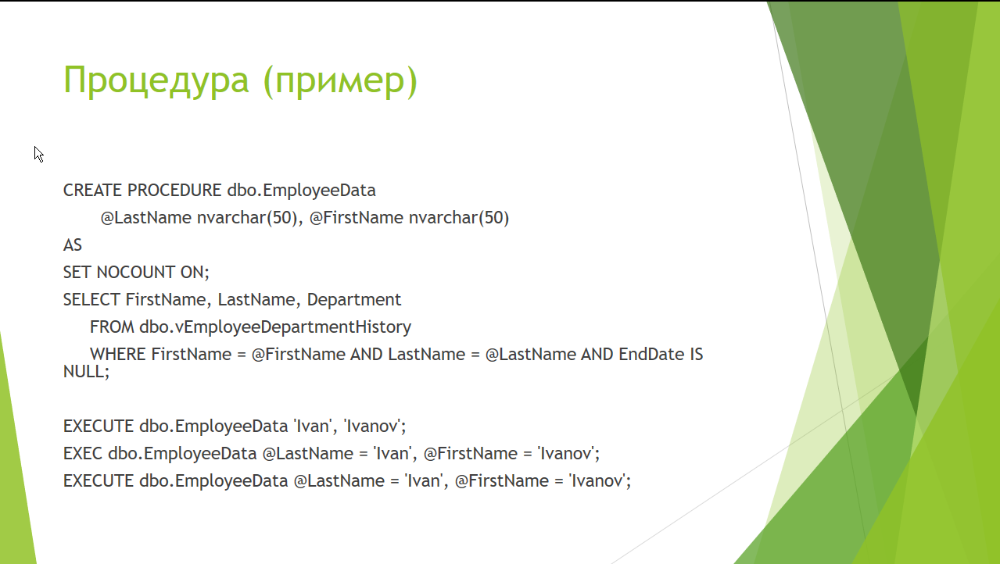 Процедура (пример)
CREATE PROCEDURE dbo.EmployeeData
@LastName nvarchar(50), @FirstName nvarchar(50)
AS
SET NOCOUNT ON;
SELECT FirstName, LastName, Department
FROM dbo.vEmployeeDepartmentHistory
WHERE FirstName = @FirstName AND LastName = @LastName AND EndDate IS
NULL;
EXECUTE dbo.EmployeeData 'Ivan', 'Ivanov';
EXEC dbo.EmployeeData @LastName = 'Ivan', @FirstName = 'Ivanov';
EXECUTE dbo.EmployeeData @LastName = 'Ivan', @FirstName = 'Ivanov';